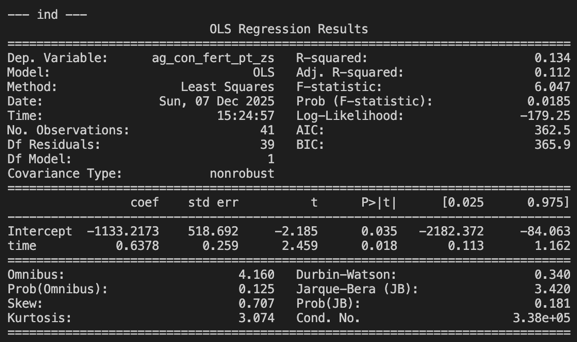 --- ind ---
OLS Regression Results
==============================================================================
Dep. Variable: ag_con_fert_pt_zs R-squared: 0.134
Model: OLS Adj. R-squared: 0.112
Method: Least Squares F-statistic: 6.047
Date: Sun, 07 Dec 2025 Prob (F-statistic): 0.0185
Time: 15:24:57 Log-Likelihood: -179.25
No. Observations: 41 AIC: 362.5
Df Residuals: 39 BIC: 365.9
Df Model: 1
Covariance Type: nonrobust
==============================================================================
coef std err t P>|t| [0.025 0.975]
------------------------------------------------------------------------------
Intercept -1133.2173 518.692 -2.185 0.035 -2182.372 -84.063
time 0.6378 0.259 2.459 0.018 0.113 1.162
==============================================================================
Omnibus: 4.160 Durbin-Watson: 0.340
Prob(Omnibus): 0.125 Jarque-Bera (JB): 3.420
Skew: 0.707 Prob(JB): 0.181
Kurtosis: 3.074 Cond. No. 3.38e+05
==============================================================================